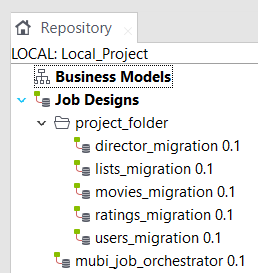 Repository
LOCAL: Local_Project
Business Models
Job Designs
project_folder
director_migration 0.1
lists_migration 0.1
movies_migration 0.1
ratings_migration 0.1
users_migration 0.1
mubi_job_orchestrator 0.1